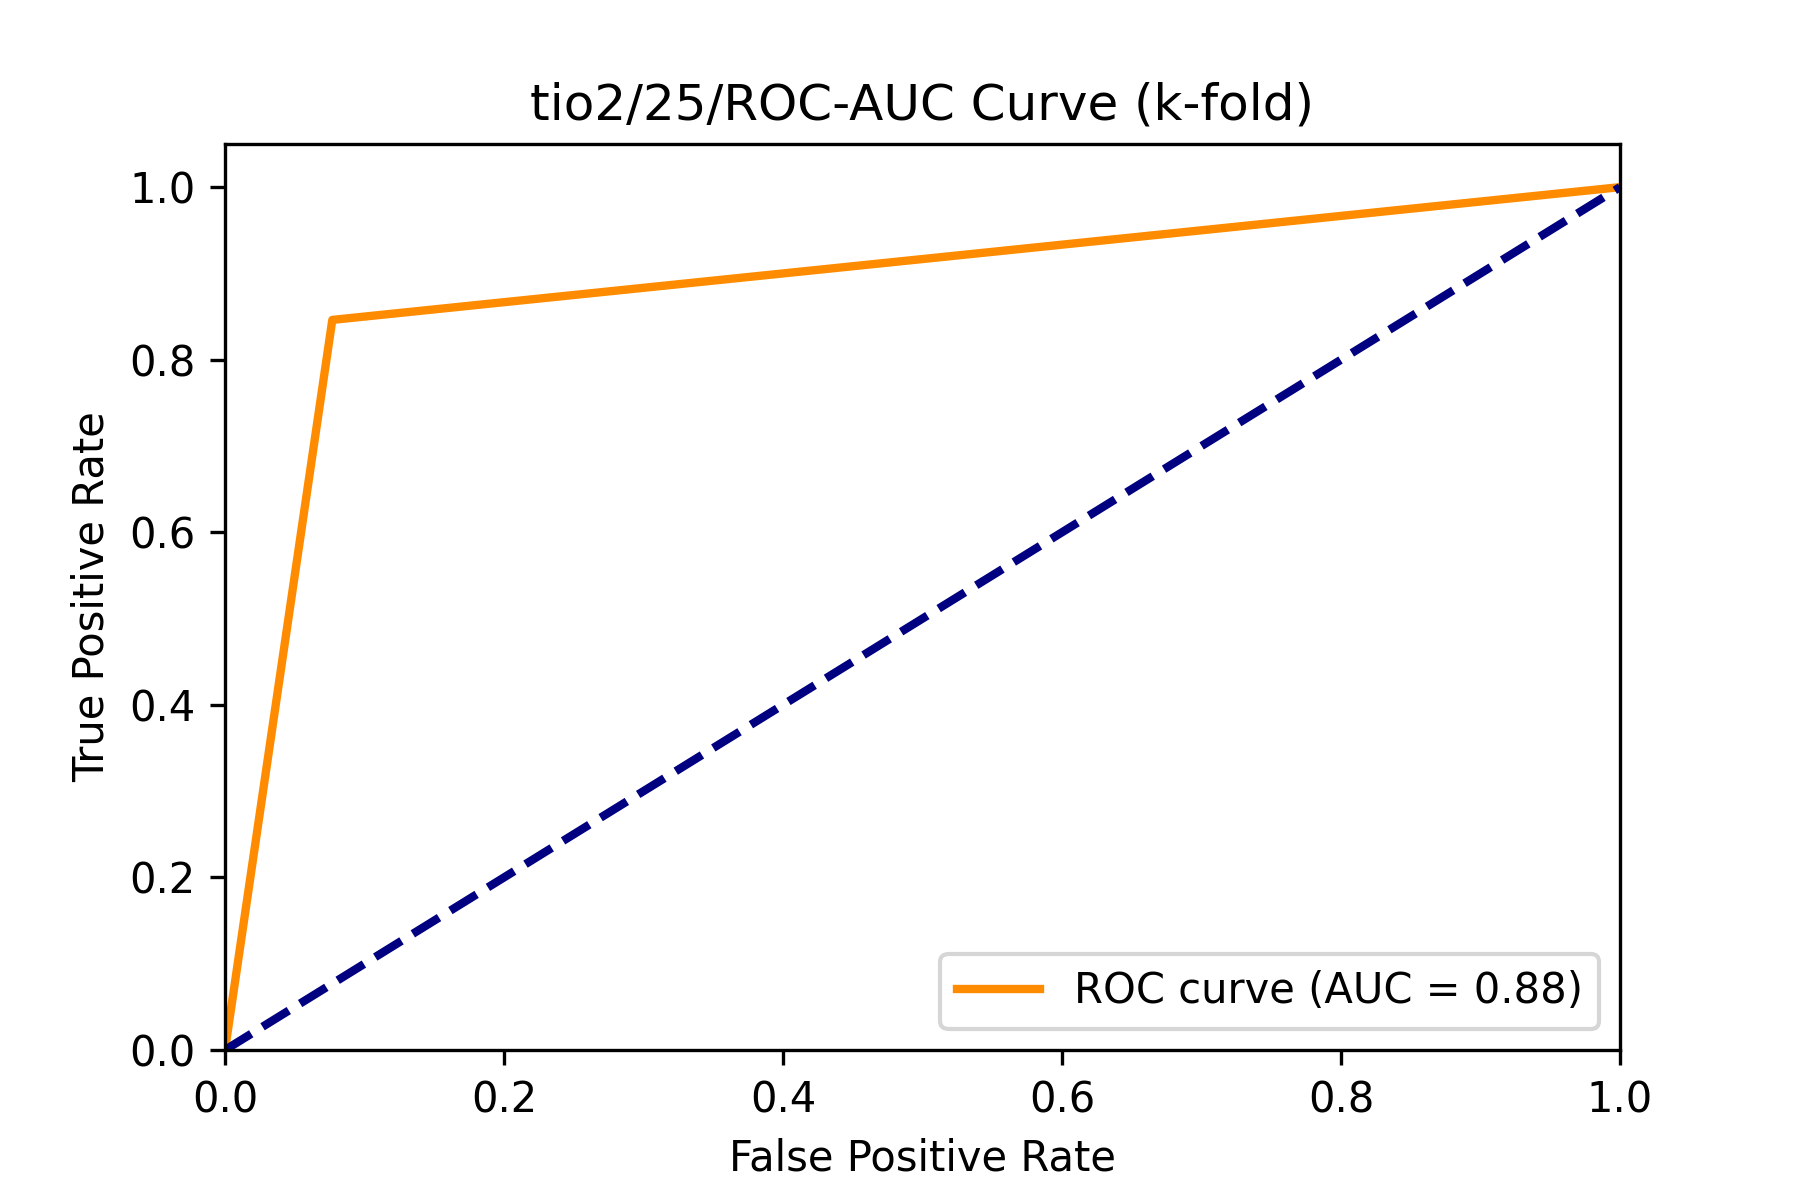 tio2/25/ROC-AUC Curve (k-fold)
1.0
0.8
0.6
0.4
0.2
0.0
True Positive Rate
ROC curve (AUC = 0.88)
0.0 0.2 0.4 0.6 0.8 1.0
False Positive Rate